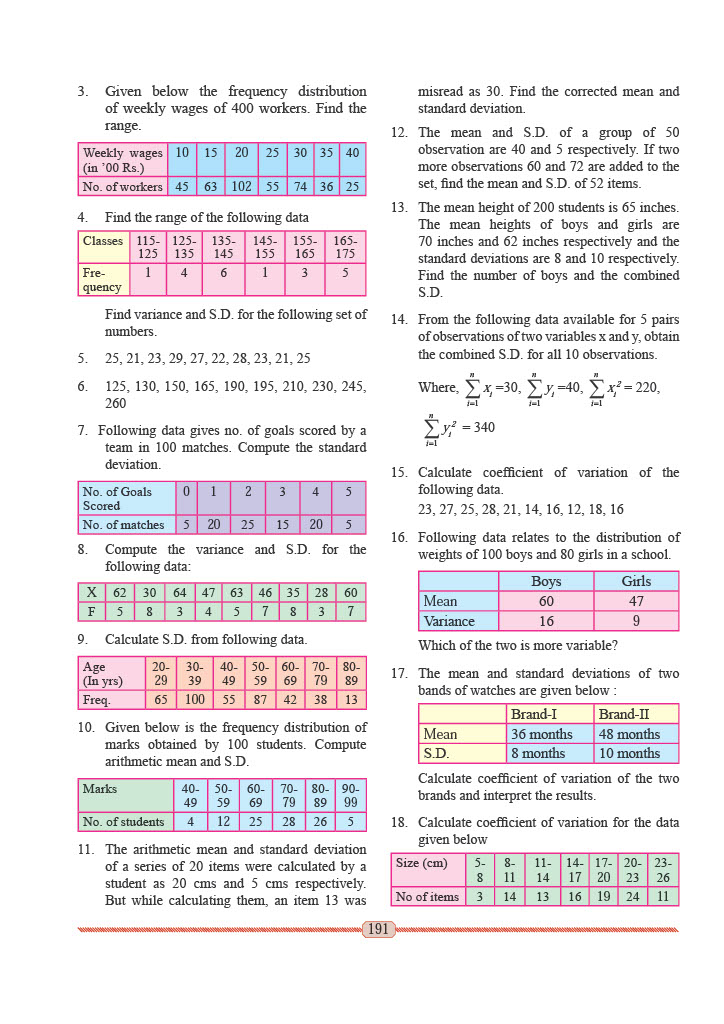 3. Given below the frequency distribution
of weekly wages of 400 workers. Find the
range.
Weekly wages (in ’00 Rs.) 10 15 20 25 30 35 40
No. of workers 45 63 102 55 74 36 25
4. Find the range of the following data
Classes 115-125 125-135 135-145 145-155 155-165 165-175
Fre-quency 1 4 6 1 3 5
Find variance and S.D. for the following set of
numbers.
5. 25, 21, 23, 29, 27, 22, 28, 23, 21, 25
6. 125, 130, 150, 165, 190, 195, 210, 230, 245,
260
7. Following data gives no. of goals scored by a
team in 100 matches. Compute the standard
deviation.
No. of Goals Scored 0 1 2 3 4 5
No. of matches 5 20 25 15 20 5
8. Compute the variance and S.D. for the
following data:
X 62 30 64 47 63 46 35 28 60
F 5 8 3 4 5 7 8 3 7
9. Calculate S.D. from following data.
Age (In yrs) 20-29 30-39 40-49 50-59 60-69 70-79 80-89
Freq. 65 100 55 87 42 38 13
10. Given below is the frequency distribution of
marks obtained by 100 students. Compute
arithmetic mean and S.D.
Marks 40-49 50-59 60-69 70-79 80-89 90-99
No. of students 4 12 25 28 26 5
11. The arithmetic mean and standard deviation
of a series of 20 items were calculated by a
student as 20 cms and 5 cms respectively.
But while calculating them, an item 13 was
misread as 30. Find the corrected mean and
standard deviation.
12. The mean and S.D. of a group of 50
observation are 40 and 5 respectively. If two
more observations 60 and 72 are added to the
set, find the mean and S.D. of 52 items.
13. The mean height of 200 students is 65 inches.
The mean heights of boys and girls are
70 inches and 62 inches respectively and the
standard deviations are 8 and 10 respectively.
Find the number of boys and the combined
S.D.
14. From the following data available for 5 pairs
of observations of two variables x and y, obtain
the combined S.D. for all 10 observations.
Where, $\sum_{i=1}^{n} x_i$ =30, $\sum_{i=1}^{n} y_i$ =40, $\sum_{i=1}^{n} x_i^2$ = 220,
$\sum_{i=1}^{n} y_i^2$ = 340
15. Calculate coefficient of variation of the
following data.
23, 27, 25, 28, 21, 14, 16, 12, 18, 16
16. Following data relates to the distribution of
weights of 100 boys and 80 girls in a school.
Boys Girls
Mean 60 47
Variance 16 9
Which of the two is more variable?
17. The mean and standard deviations of two
bands of watches are given below :
Brand-I Brand-II
Mean 36 months 48 months
S.D. 8 months 10 months
Calculate coefficient of variation of the two
brands and interpret the results.
18. Calculate coefficient of variation for the data
given below
Size (cm) 5-8 8-11 11-14 14-17 17-20 20-23 23-26
No of items 3 14 13 16 19 24 11
191